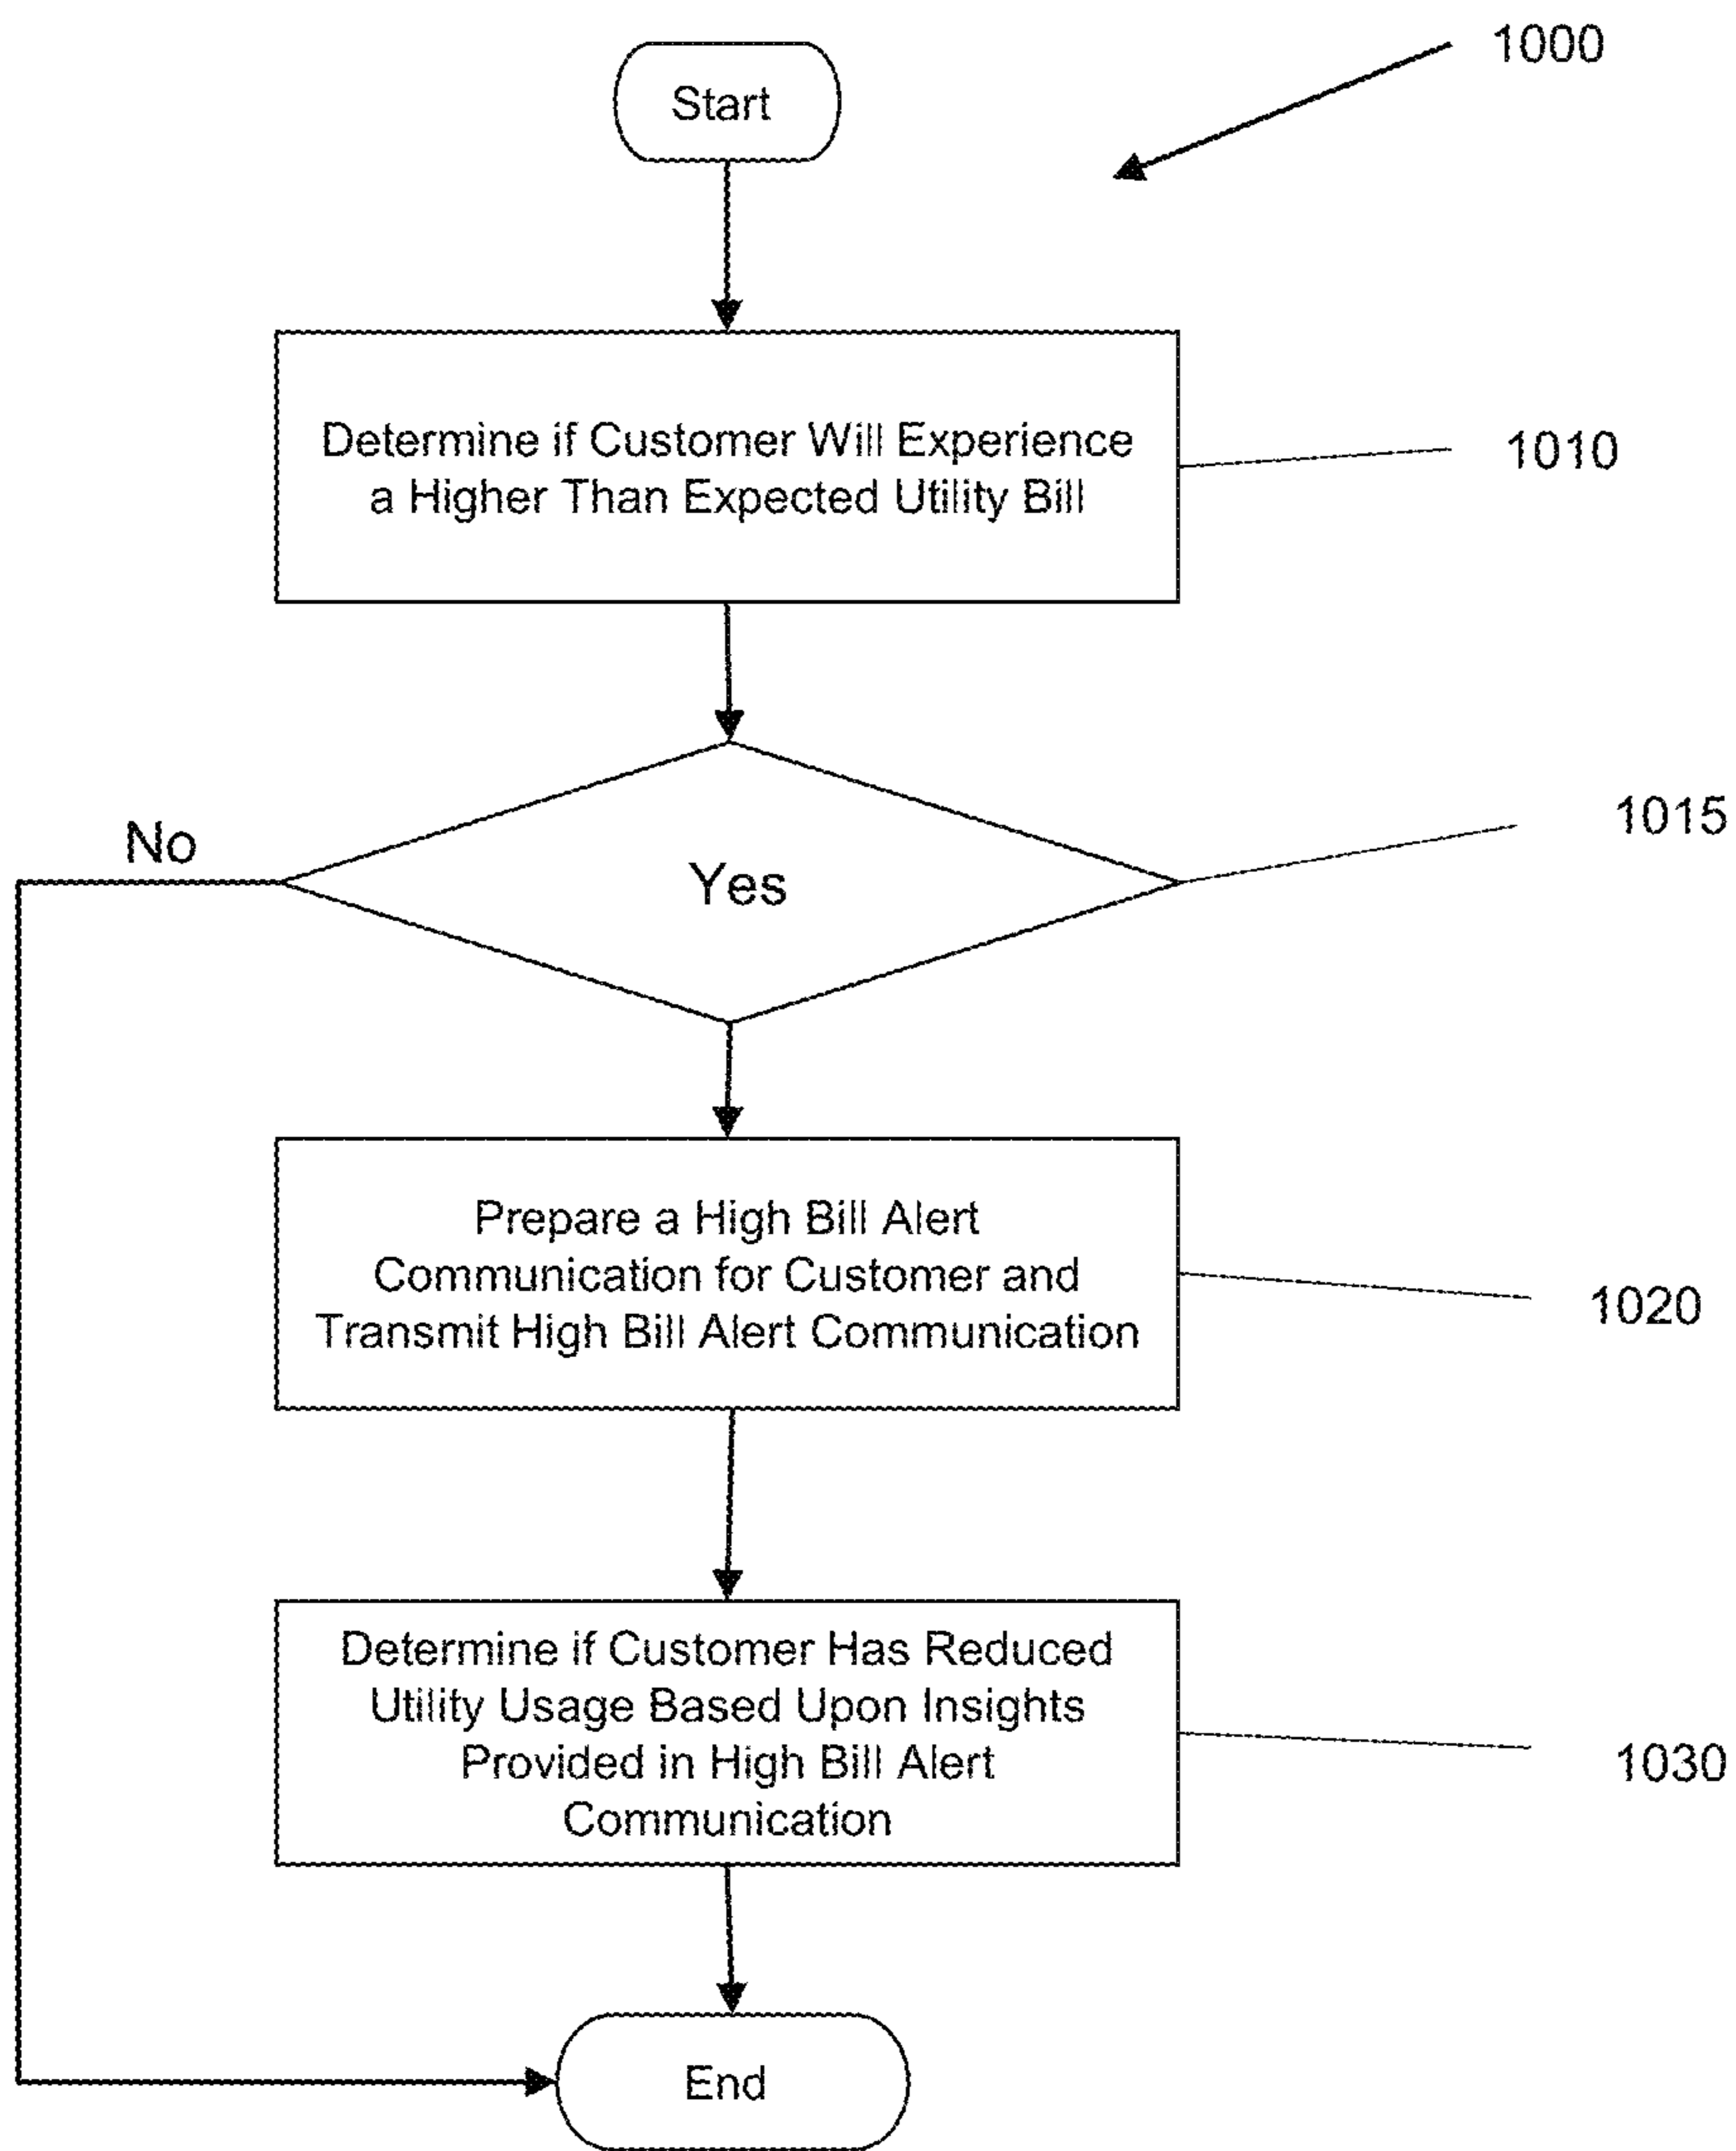 1000
Start
Determine if Customer Will Experience
a Higher Than Expected Utility Bill
1010
No
Yes
1015
Prepare a High Bill Alert
Communication for Customer and
Transmit High Bill Alert Communication
1020
Determine if Customer Has Reduced
Utility Usage Based Upon Insights
Provided in High Bill Alert
Communication
1030
End